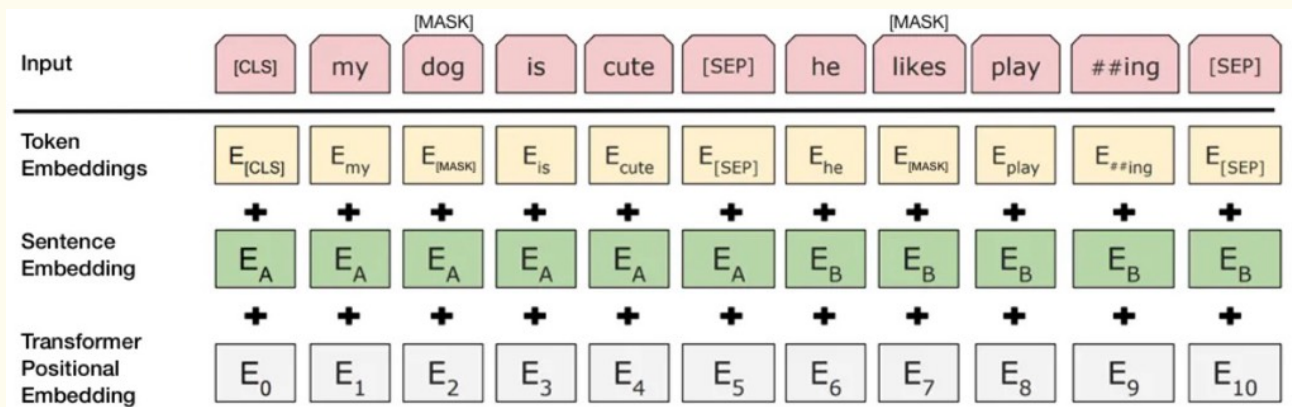 [MASK] [MASK]
Input [CLS] my dog is cute [SEP] he likes play ##ing [SEP]
Token
Embeddings
E[CLS] Emy E[MASK] Eis Ecute E[SEP] Ehe E[MASK] Eplay E##ing E[SEP]
Sentence
Embedding
EA EA EA EA EA EA EB EB EB EB EB
Transformer
Positional
Embedding
E0 E1 E2 E3 E4 E5 E6 E7 E8 E9 E10